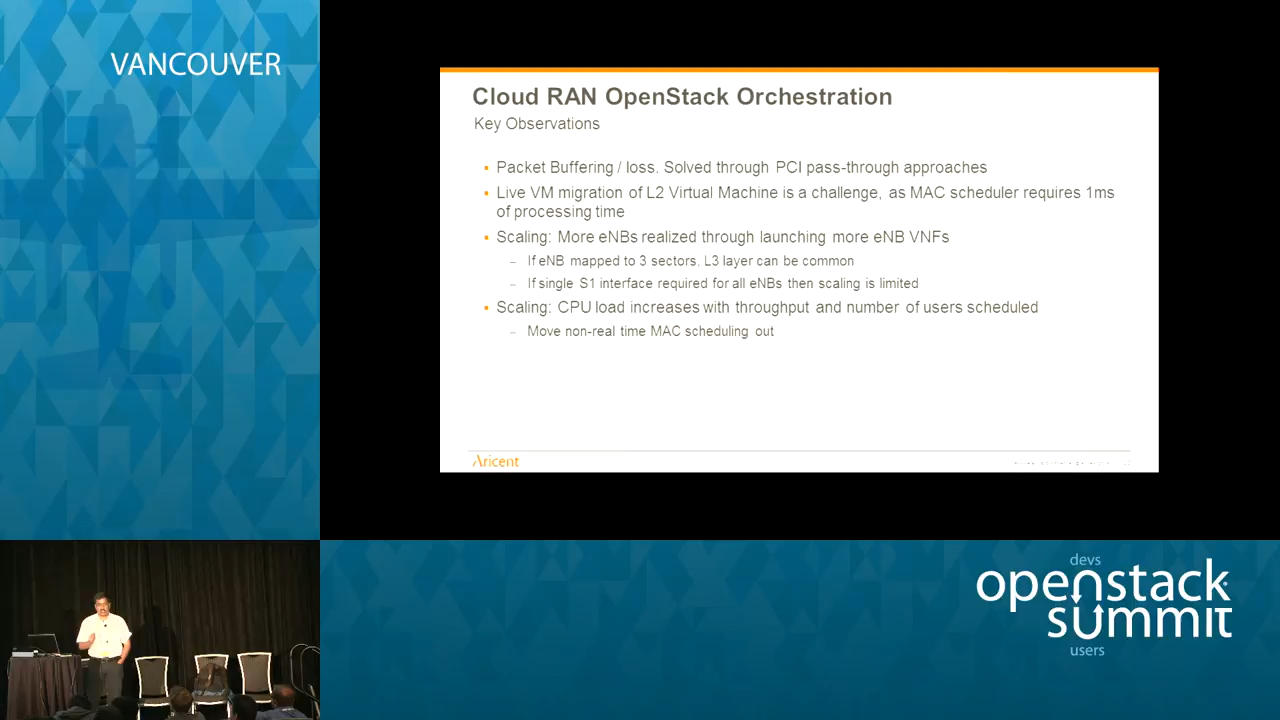 VANCOUVER
Cloud RAN OpenStack Orchestration
Key Observations
▪ Packet Buffering / loss. Solved through PCI pass-through approaches
▪ Live VM migration of L2 Virtual Machine is a challenge, as MAC scheduler requires 1ms
of processing time
▪ Scaling: More eNBs realized through launching more eNB VNFs
– If eNB mapped to 3 sectors. L3 layer can be common
– If single S1 interface required for all eNBs then scaling is limited
▪ Scaling: CPU load increases with throughput and number of users scheduled
– Move non-real time MAC scheduling out
Aricent
devs
openstack
summit
users